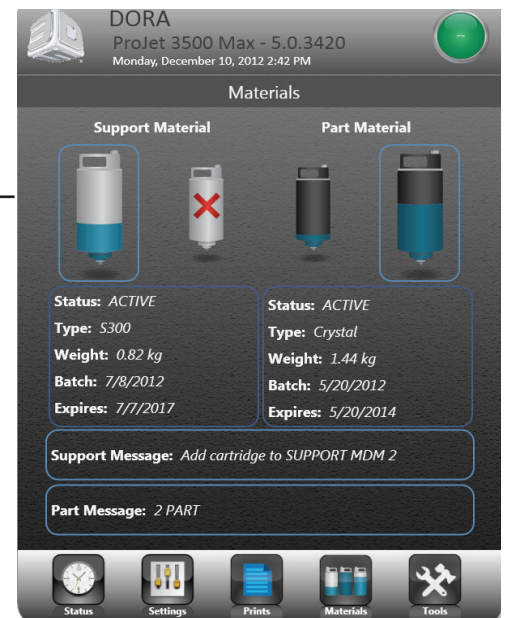 DORA
ProJet 3500 Max - 5.0.3420
Monday, December 10, 2012 2:42 PM
Materials
Support Material
Part Material
Status: ACTIVE
Type: S300
Weight: 0.82 kg
Batch: 7/8/2012
Expires: 7/7/2017
Status: ACTIVE
Type: Crystal
Weight: 1.44 kg
Batch: 5/20/2012
Expires: 5/20/2014
Support Message: Add cartridge to SUPPORT MDM 2
Part Message: 2 PART
Status
Settings
Prints
Materials
Tools